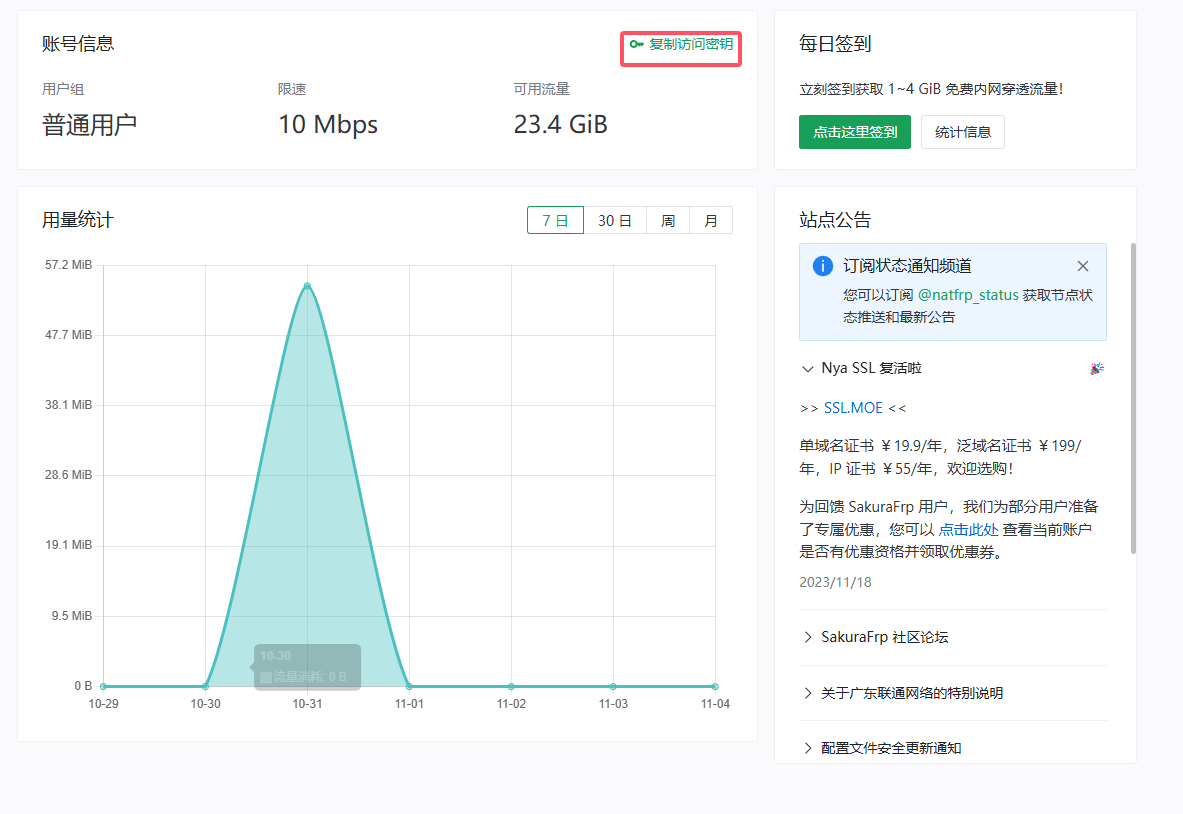 账号信息
复制访问密钥
用户组
限速
可用流量
普通用户
10 Mbps
23.4 GiB
每日签到
立刻签到获取 1~4 GiB 免费内网穿透流量!
点击这里签到
统计信息
用量统计
7 日
30 日
周
月
57.2 MiB
47.7 MiB
38.1 MiB
28.6 MiB
19.1 MiB
9.5 MiB
0 B
10-30
流量消耗: 0 B
10-29
10-30
10-31
11-01
11-02
11-03
11-04
站点公告
订阅状态通知频道
您可以订阅 @natfrp_status 获取节点状
态推送和最新公告
Nya SSL 复活啦
>> SSL.MOE <<
单域名证书 ￥19.9/年，泛域名证书 ￥199/
年，IP 证书 ￥55/年，欢迎选购！
为回馈 SakuraFrp 用户，我们为部分用户准备
了专属优惠，您可以 点击此处 查看当前账户
是否有优惠资格并领取优惠券。
2023/11/18
SakuraFrp 社区论坛
关于广东联通网络的特别说明
配置文件安全更新通知